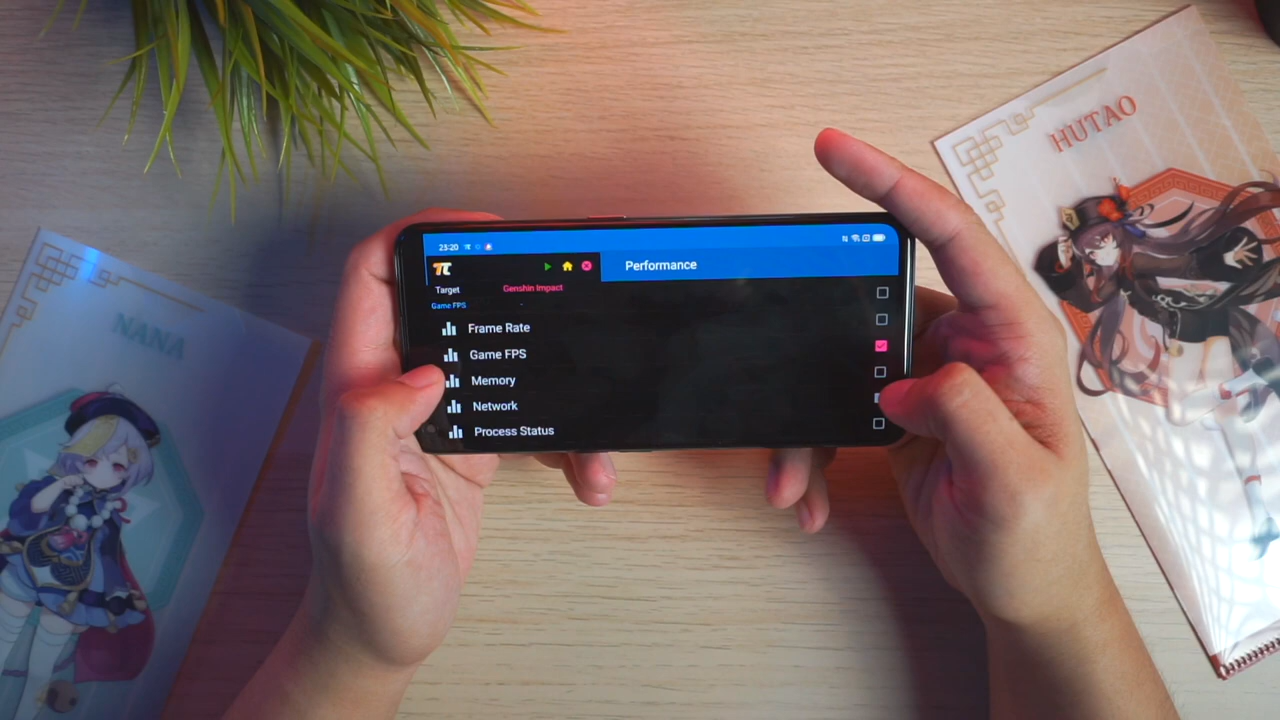 HUTAO
NANA
23:20
Performance
Target
Genshin Impact
Game FPS
Frame Rate
Game FPS
Memory
Network
Process Status